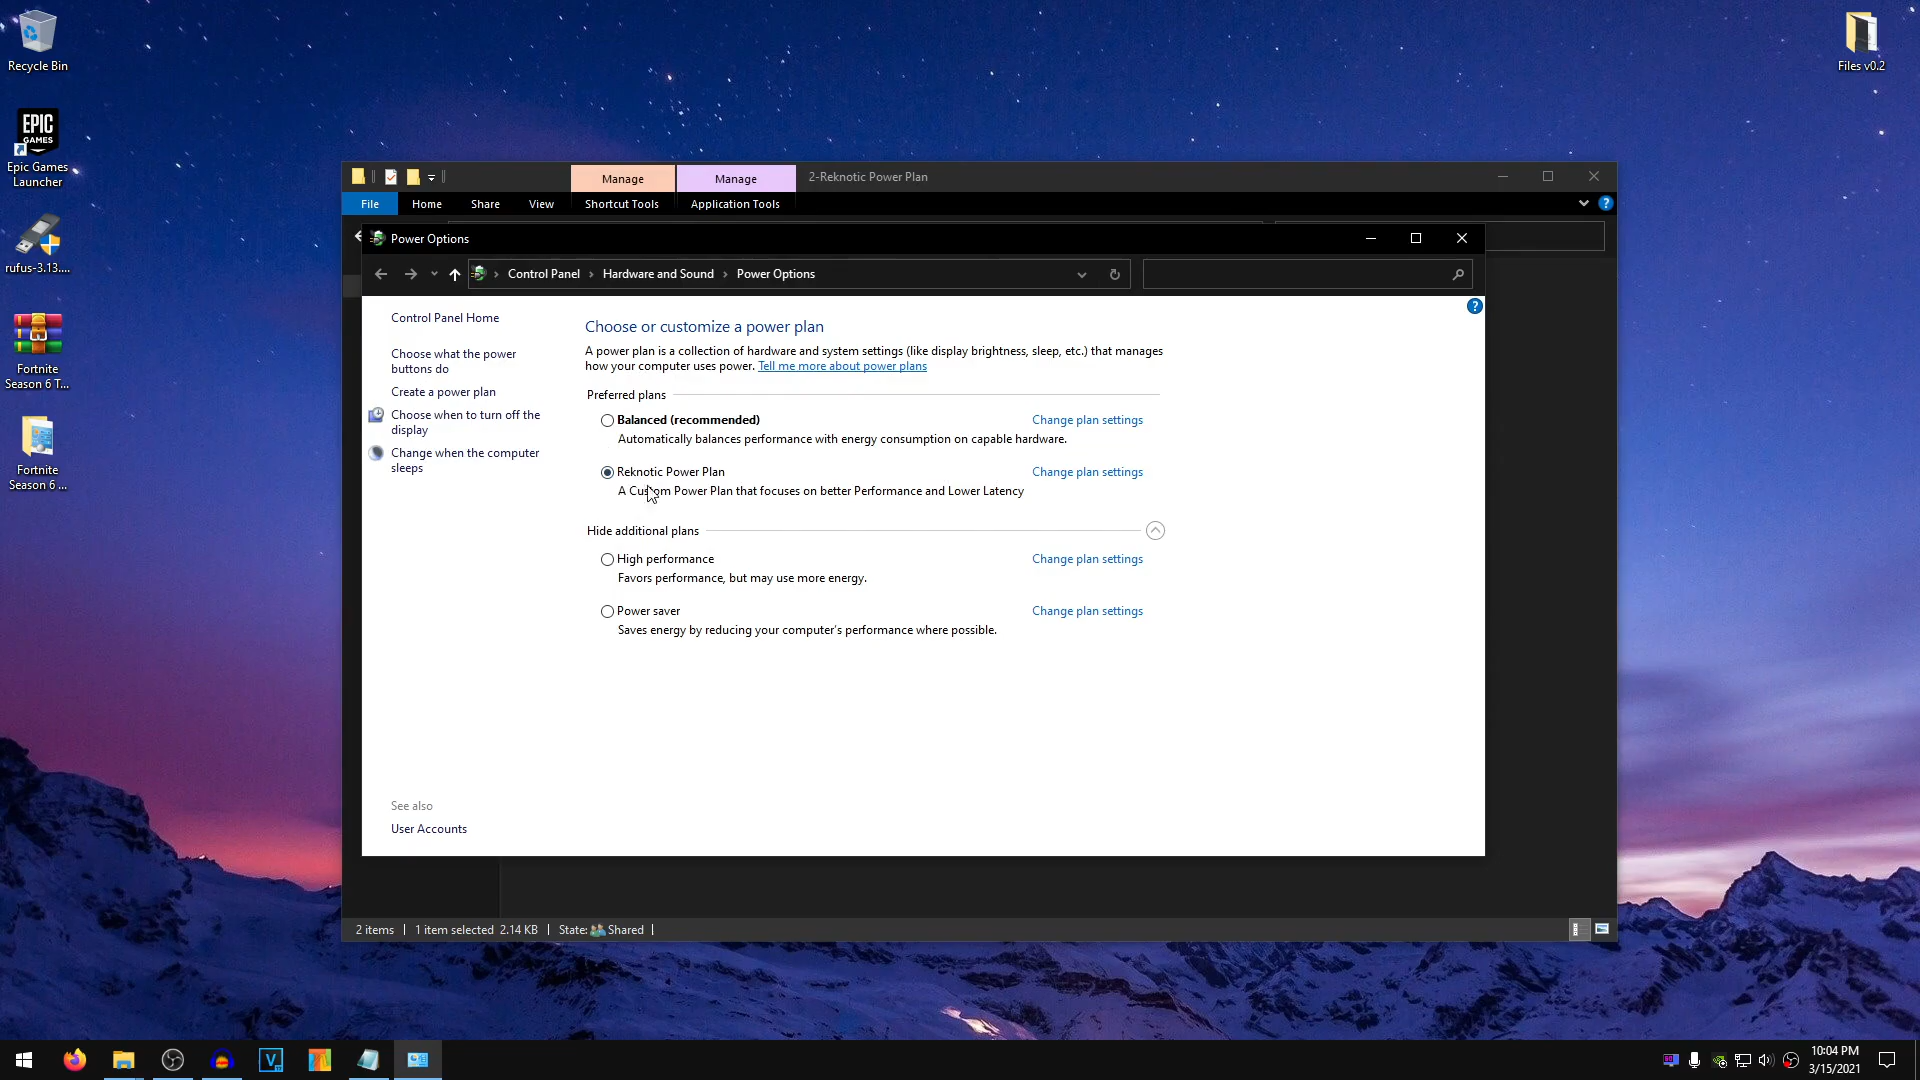 Recycle Bin
EPIC
GAMES
Epic Games
Launcher
rufus-3.13....
Fortnite
Season 6 T...
Fortnite
Season 6 ...
Files v0.2
Manage
Manage
2-Reknotic Power Plan
File
Home
Share
View
Shortcut Tools
Application Tools
Power Options
Control Panel
Hardware and Sound
Power Options
Control Panel Home
Choose what the power
buttons do
Create a power plan
Choose when to turn off the
display
Change when the computer
sleeps
See also
User Accounts
Choose or customize a power plan
A power plan is a collection of hardware and system settings (like display brightness, sleep, etc.) that manages
how your computer uses power. Tell me more about power plans
Preferred plans
Balanced (recommended) Change plan settings
Automatically balances performance with energy consumption on capable hardware.
Reknotic Power Plan Change plan settings
A Custom Power Plan that focuses on better Performance and Lower Latency
Hide additional plans
High performance Change plan settings
Favors performance, but may use more energy.
Power saver Change plan settings
Saves energy by reducing your computer's performance where possible.
2 items | 1 item selected 2.14 KB | State: Shared |
10:04 PM
3/15/2021